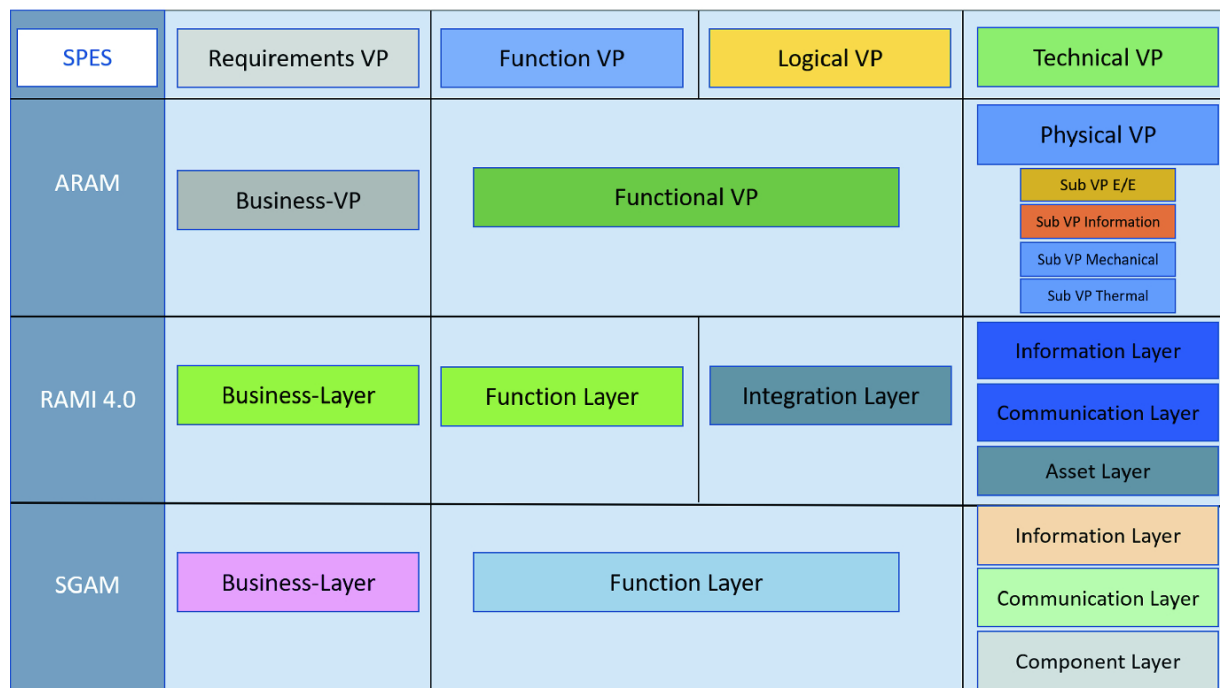 SPES
Requirements VP
Function VP
Logical VP
Technical VP
ARAM
Business-VP
Functional VP
Physical VP
Sub VP E/E
Sub VP Information
Sub VP Mechanical
Sub VP Thermal
RAMI 4.0
Business-Layer
Function Layer
Integration Layer
Information Layer
Communication Layer
Asset Layer
SGAM
Business-Layer
Function Layer
Information Layer
Communication Layer
Component Layer